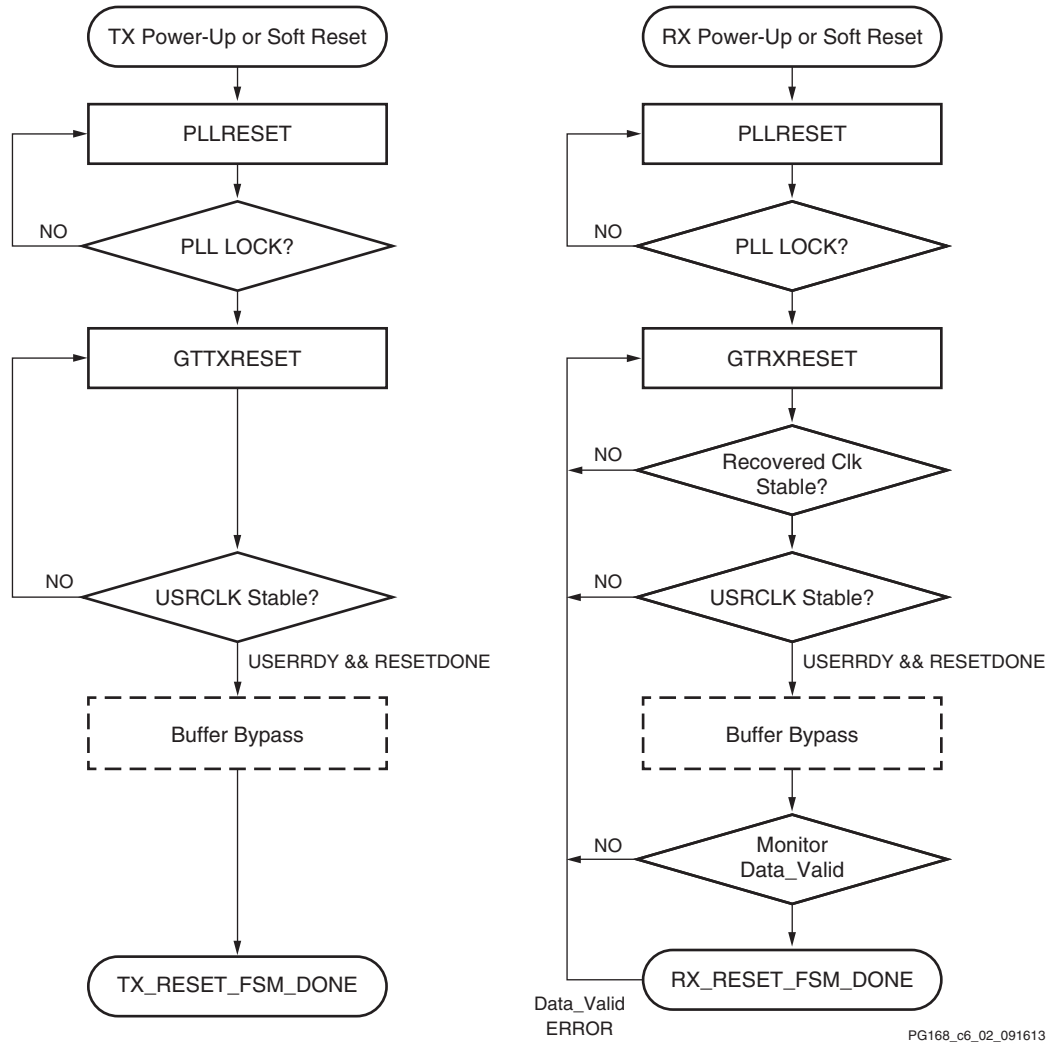 TX Power-Up or Soft Reset
PLLRESET
NO
PLL LOCK?
GTTXRESET
NO
USRCLK Stable?
USERRDY && RESETDONE
Buffer Bypass
TX_RESET_FSM_DONE
RX Power-Up or Soft Reset
PLLRESET
NO
PLL LOCK?
GTRXRESET
NO
Recovered Clk
Stable?
NO
USRCLK Stable?
USERRDY && RESETDONE
Buffer Bypass
NO
Monitor
Data_Valid
RX_RESET_FSM_DONE
Data_Valid
ERROR
PG168_c6_02_091613